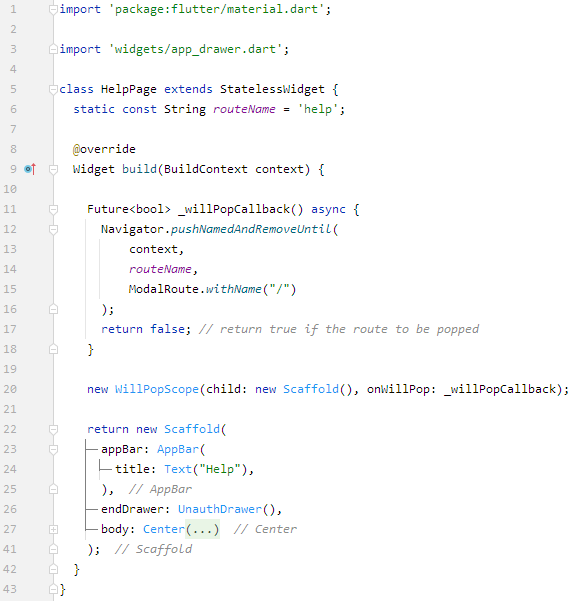 1 import 'package:flutter/material.dart';
2
3 import 'widgets/app_drawer.dart';
4
5 class HelpPage extends StatelessWidget {
6 static const String routeName = 'help';
7
8 @override
9 Widget build(BuildContext context) {
10
11 Future<bool> _willPopCallback() async {
12 Navigator.pushNamedAndRemoveUntil(
13 context,
14 routeName,
15 ModalRoute.withName("/")
16 );
17 return false; // return true if the route to be popped
18 }
19
20 new WillPopScope(child: new Scaffold(), onWillPop: _willPopCallback);
21
22 return new Scaffold(
23 appBar: AppBar(
24 title: Text("Help"),
25 ), // AppBar
26 endDrawer: UnauthDrawer(),
27 body: Center(...) // Center
41 ); // Scaffold
42 }
43 }